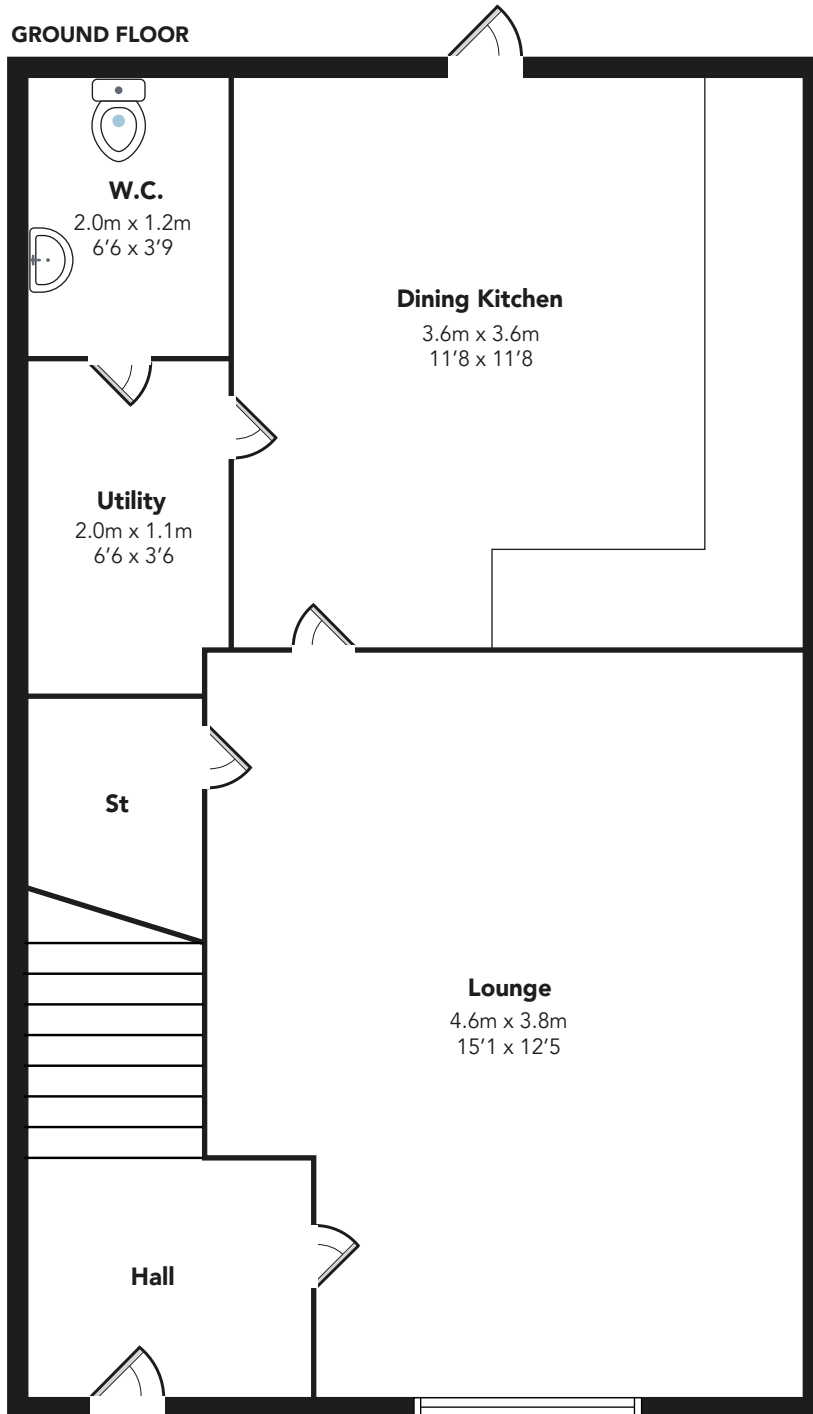 GROUND FLOOR
W.C.
2.0m x 1.2m
6’6 x 3’9
Dining Kitchen
3.6m x 3.6m
11’8 x 11’8
Utility
2.0m x 1.1m
6’6 x 3’6
St
Lounge
4.6m x 3.8m
15’1 x 12’5
Hall